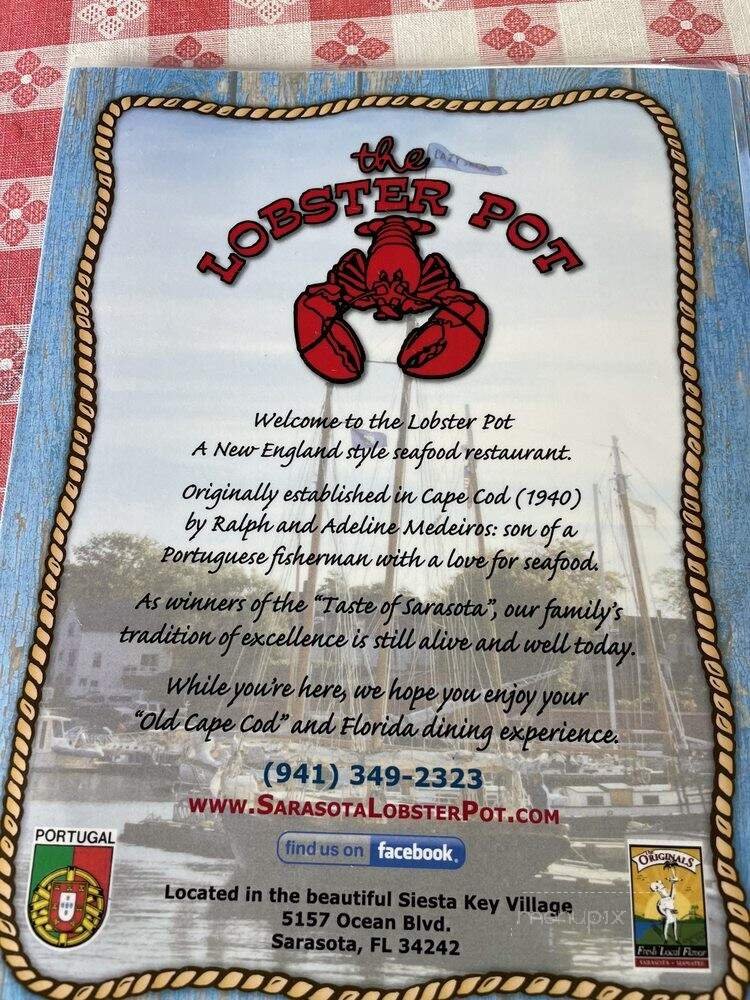 the
LOBSTER POT
Welcome to the Lobster Pot
A New England style seafood restaurant.
Originally established in Cape Cod (1940)
by Ralph and Adeline Medeiros: son of a
Portuguese fisherman with a love for seafood.
As winners of the "Taste of Sarasota", our family's
tradition of excellence is still alive and well today.
While you're here, we hope you enjoy your
"Old Cape Cod" and Florida dining experience.
(941) 349-2323
www.SarasotaLobsterPot.com
find us on facebook.
PORTUGAL
The ORIGINALS
Fresh Local Flavor
SARASOTA • MANATEE
Located in the beautiful Siesta Key Village
5157 Ocean Blvd.
Sarasota, FL 34242
menupix